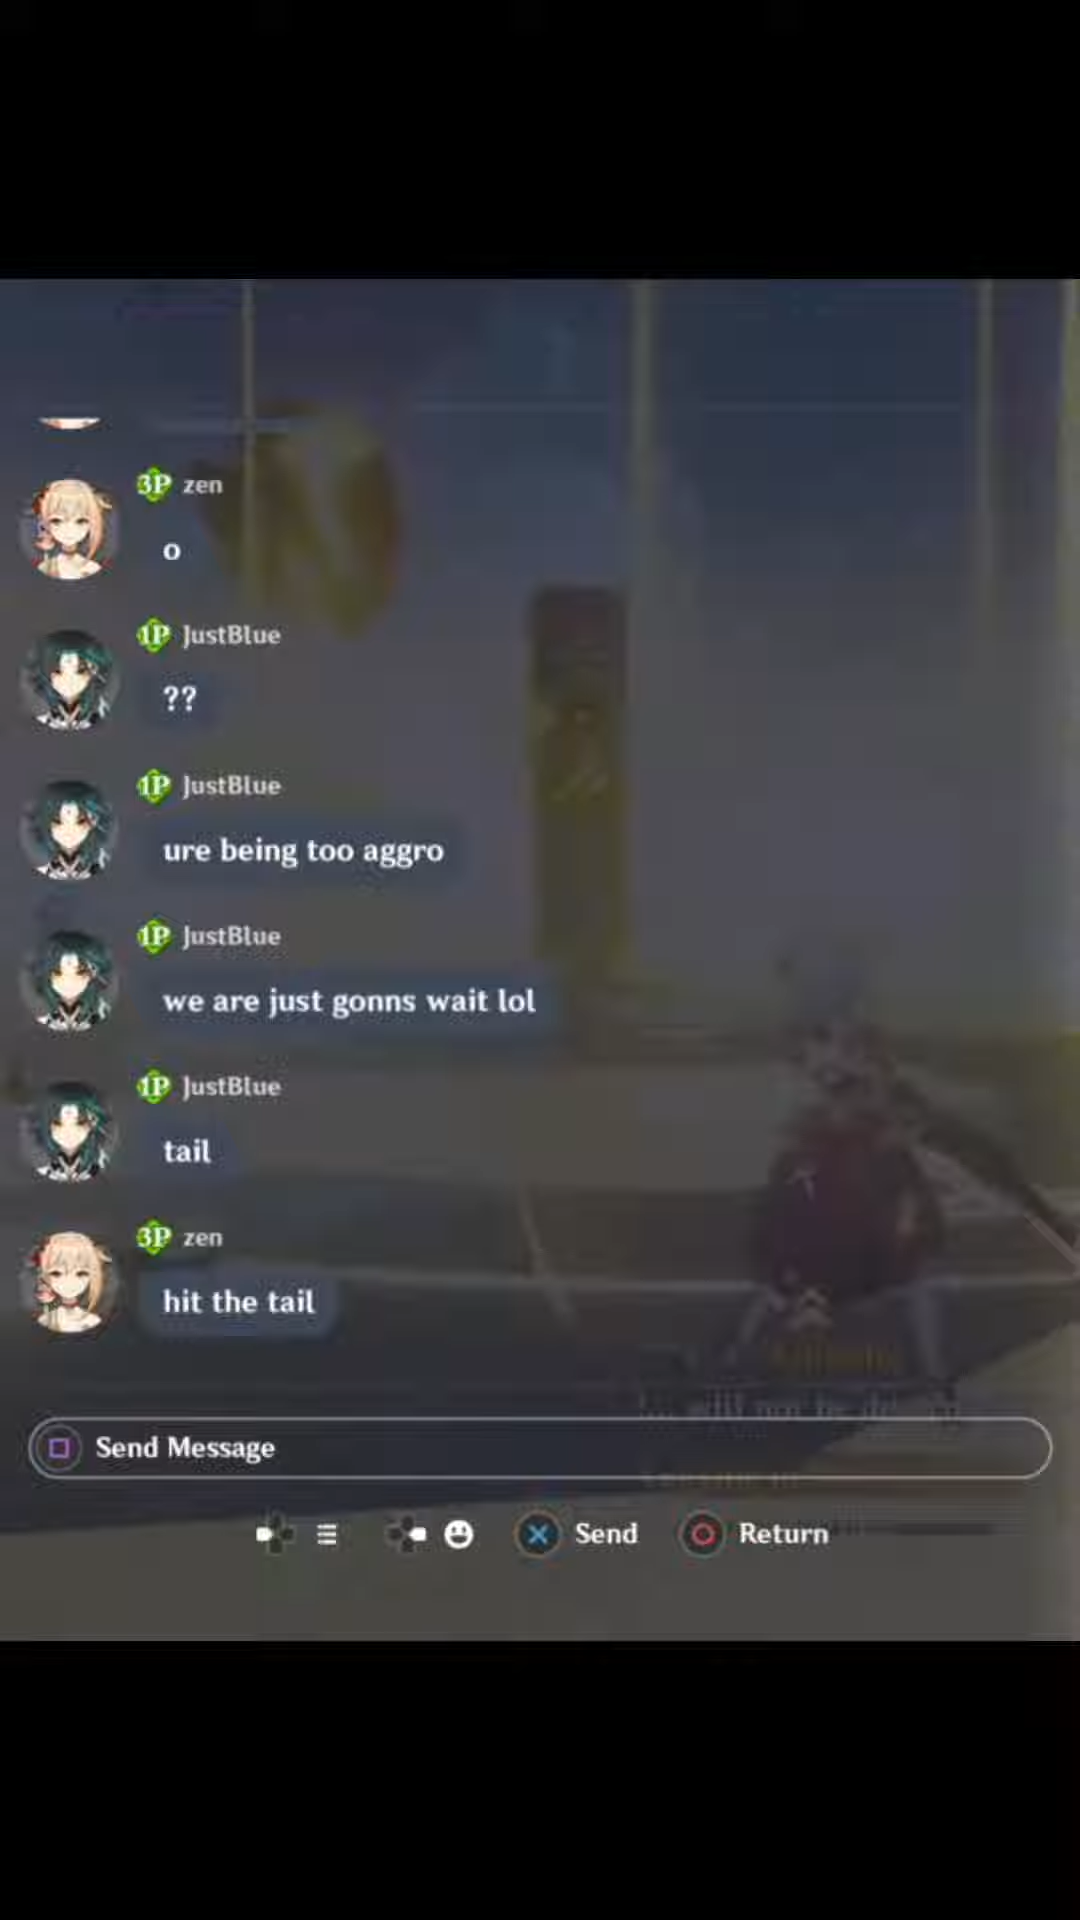 3P zen
o
1P JustBlue
??
1P JustBlue
ure being too aggro
1P JustBlue
we are just gonns wait lol
1P JustBlue
tail
3P zen
hit the tail
Send Message
Send Return